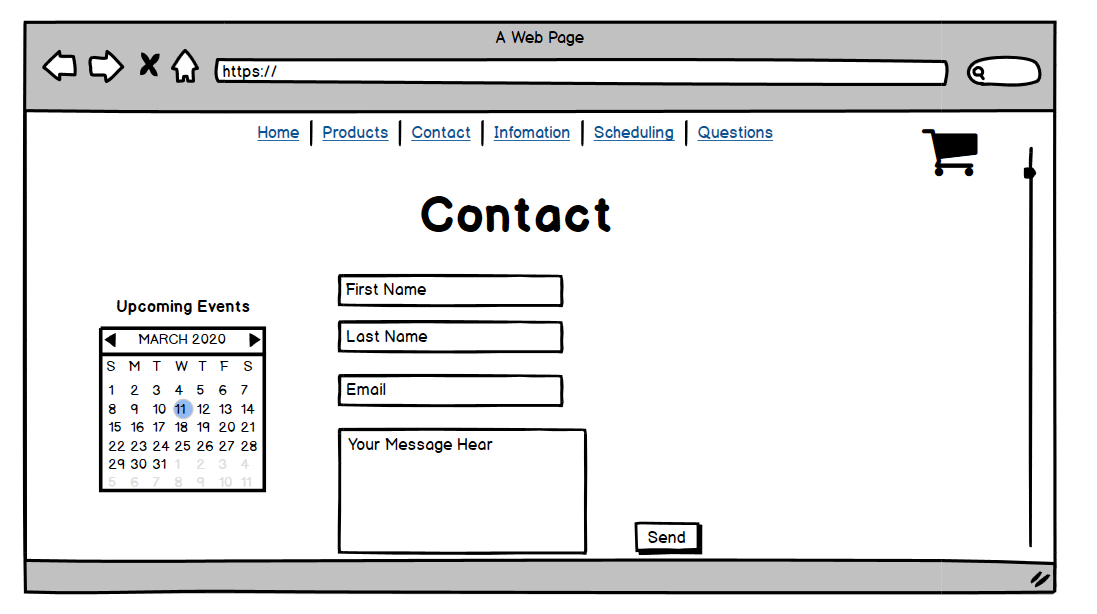 A Web Page
https://
Home Products Contact Infomation Scheduling Questions
Contact
Upcoming Events
MARCH 2020
S M T W T F S
1 2 3 4 5 6 7
8 9 10 11 12 13 14
15 16 17 18 19 20 21
22 23 24 25 26 27 28
29 30 31 1 2 3 4
5 6 7 8 9 10 11
First Name
Last Name
Email
Your Message Hear
Send